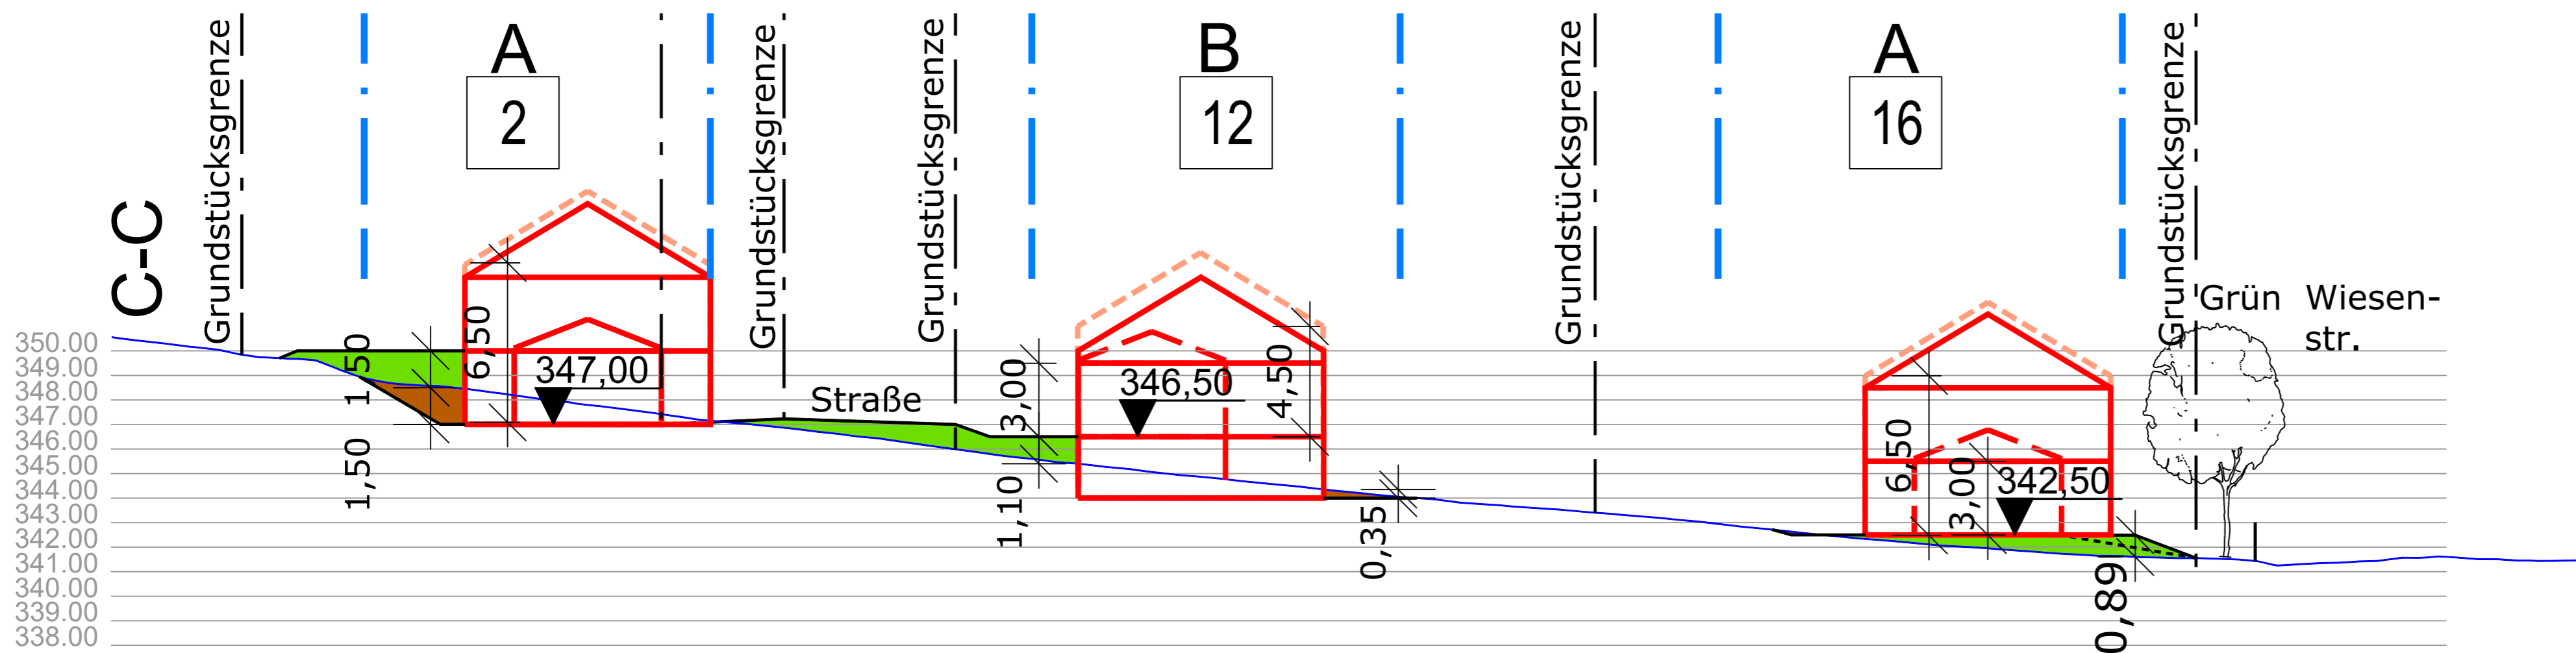 C-C
Grundstücksgrenze
A
2
Grundstücksgrenze
Grundstücksgrenze
B
12
Grundstücksgrenze
A
16
Grundstücksgrenze
Grün
Wiesen-
str.
350.00
349.00
348.00
347.00
346.00
345.00
344.00
343.00
342.00
341.00
340.00
339.00
338.00
1,50
1,50
6,50
347,00
Straße
3,00
1,10
346,50
4,50
0,35
6,50
3,00
342,50
0,89